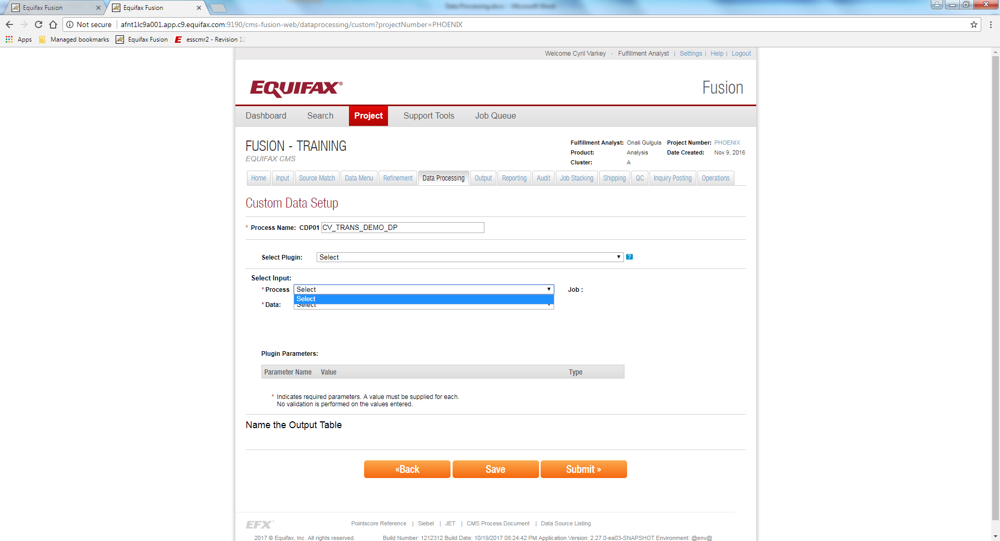 Equifax Fusion
Equifax Fusion
Data Processing.docx - Microsoft Word
Not secure
afnt1lc9a001.app.c9.equifax.com:9190/cms-fusion-web/dataprocessing/custom?projectNumber=PHOENIX
Apps
Managed bookmarks
Equifax Fusion
esscmr2 - Revision 12
Welcome Cyril Varkey - Fulfillment Analyst | Settings | Help | Logout
EQUIFAX®
Fusion
Dashboard
Search
Project
Support Tools
Job Queue
FUSION - TRAINING
EQUIFAX CMS
Fulfillment Analyst: Onali Gulgula Project Number: PHOENIX
Product: Analysis Date Created: Nov 9, 2016
Cluster: A
Home
Input
Source Match
Data Menu
Refinement
Data Processing
Output
Reporting
Audit
Job Stacking
Shipping
QC
Inquiry Posting
Operations
Custom Data Setup
* Process Name: CDP01 CV_TRANS_DEMO_DP
Select Plugin: Select ?
Select Input:
* Process Select Job :
Select
* Data: Select
Plugin Parameters:
Parameter Name Value Type
* Indicates required parameters. A value must be supplied for each.
No validation is performed on the values entered.
Name the Output Table
«Back
Save
Submit »
EFX®
Pointscore Reference | Siebel | JET | CMS Process Document | Data Source Listing
2017 © Equifax, Inc. All rights reserved. Build Number: 1212312 Build Date: 10/19/2017 08:24:42 PM Application Version: 2.27.0-ea03-SNAPSHOT Environment: @env@